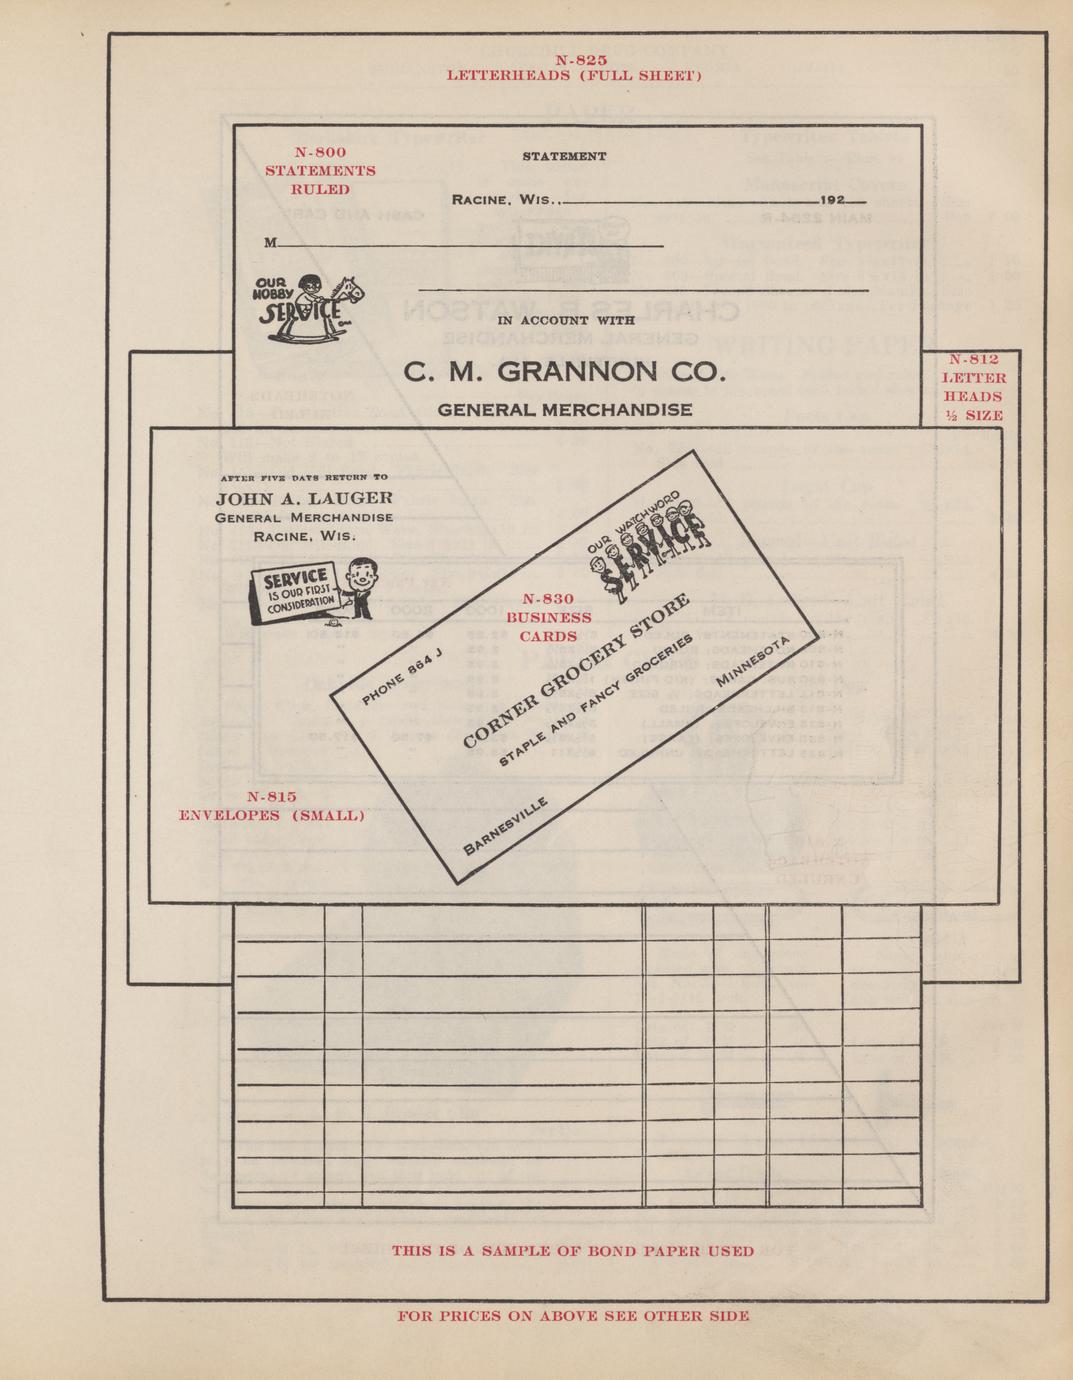 N-825
LETTERHEADS (FULL SHEET)
N-800
STATEMENTS
RULED
STATEMENT
RACINE, WIS., 192
M
OUR
HOBBY
SERVICE
IN ACCOUNT WITH
C. M. GRANNON CO.
GENERAL MERCHANDISE
N-812
LETTER
HEADS
½ SIZE
AFTER FIVE DAYS RETURN TO
JOHN A. LAUGER
GENERAL MERCHANDISE
RACINE, WIS.
SERVICE
IS OUR FIRST
CONSIDERATION
OUR WATCHWORD
SERVICE
N-830
BUSINESS
CARDS
PHONE 864 J
CORNER GROCERY STORE
STAPLE AND FANCY GROCERIES
BARNESVILLE MINNESOTA
N-815
ENVELOPES (SMALL)
THIS IS A SAMPLE OF BOND PAPER USED
FOR PRICES ON ABOVE SEE OTHER SIDE